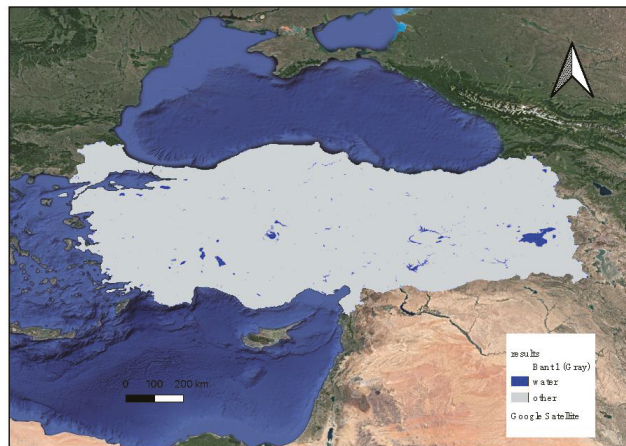 0 100 200 km
results
Bant1 (Gray)
water
other
Google Satellite